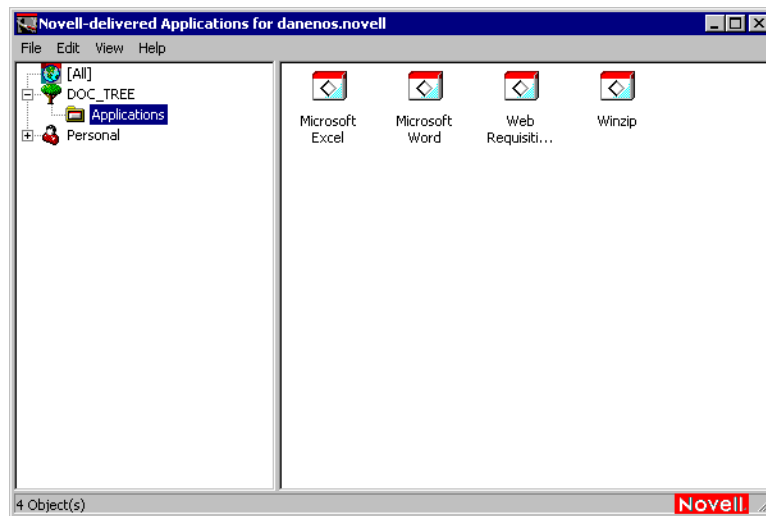 Novell-delivered Applications for danenos.novell
File Edit View Help
[All]
DOC_TREE
Applications
Personal
Microsoft
Excel
Microsoft
Word
Web
Requisiti...
Winzip
4 Object(s)
Novell.